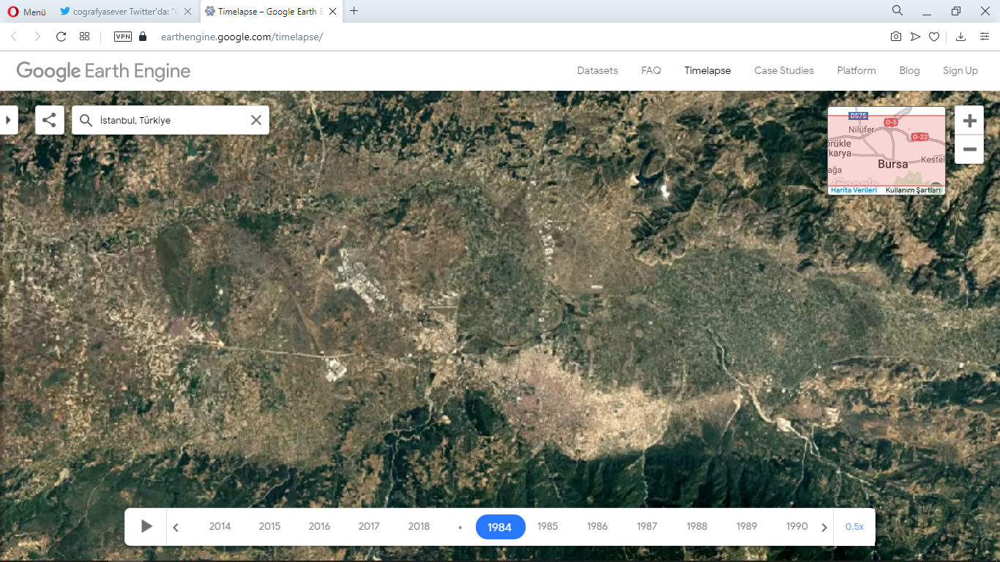 Menü
cografyasever Twitter'da: "C
Timelapse – Google Earth E
VPN
earthengine.google.com/timelapse/
Google Earth Engine
Datasets
FAQ
Timelapse
Case Studies
Platform
Blog
Sign Up
İstanbul, Türkiye
D575
O-5
Nilüfer
O-22
örükle
karya
Kestel
Bursa
ağa
Google
Harita Verileri
Kullanım Şartları
2014
2015
2016
2017
2018
1984
1985
1986
1987
1988
1989
1990
0.5x